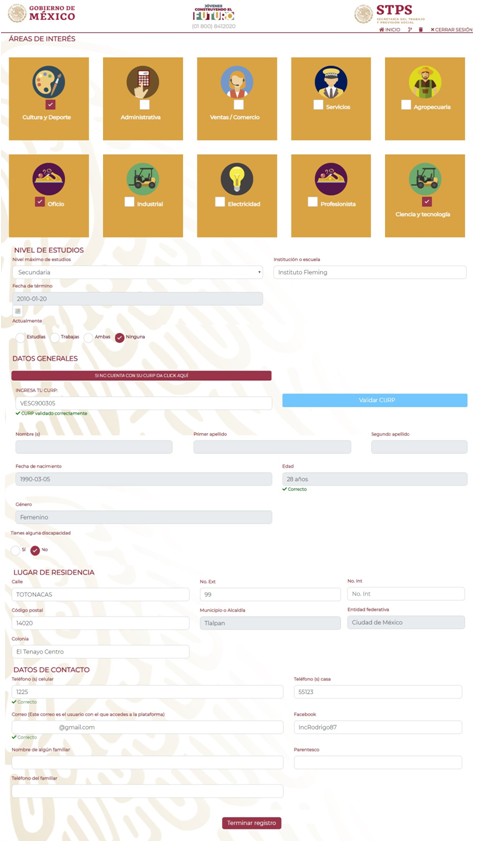 GOBIERNO DE
MÉXICO
JÓVENES
CONSTRUYENDO EL
FUTURO
(01 800) 8412020
STPS
SECRETARÍA DEL TRABAJO
Y PREVISIÓN SOCIAL
INICIO
CERRAR SESIÓN
ÁREAS DE INTERÉS
Cultura y Deporte
Administrativa
Ventas / Comercio
Servicios
Agropecuaria
Oficio
Industrial
Electricidad
Profesionista
Ciencia y tecnología
NIVEL DE ESTUDIOS
Nivel máximo de estudios
Institución o escuela
Secundaria
Instituto Fleming
Fecha de término
2010-01-20
Actualmente
Estudias Trabajas Ambas Ninguna
DATOS GENERALES
SI NO CUENTA CON SU CURP DA CLICK AQUÍ
INGRESA TU CURP:
VESG900305
Validar CURP
CURP validado correctamente
Nombre (s)
Primer apellido
Segundo apellido
Fecha de nacimiento
Edad
1990-03-05
28 años
Correcto
Género
Femenino
Tienes alguna discapacidad
Sí No
LUGAR DE RESIDENCIA
Calle
No. Ext
No. Int
TOTONACAS
99
No. Int
Código postal
Municipio o Alcaldía
Entidad federativa
14020
Tlalpan
Ciudad de México
Colonia
El Tenayo Centro
DATOS DE CONTACTO
Teléfono (s) celular
Teléfono (s) casa
1225
55123
Correcto
Correo (Este correo es el usuario con el que accedes a la plataforma)
Facebook
@gmail.com
IncRodrigo87
Correcto
Nombre de algún familiar
Parentesco
Teléfono del familiar
Terminar registro